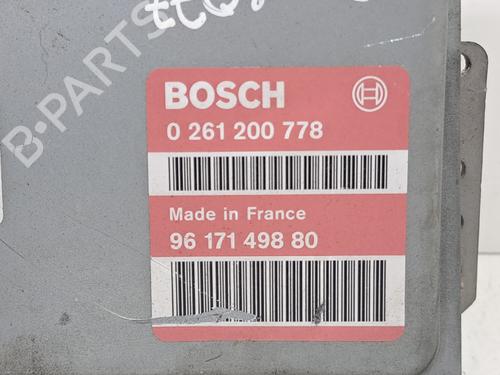 B-PARTS
BOSCH
0 261 200 778
Made in France
96 171 498 80